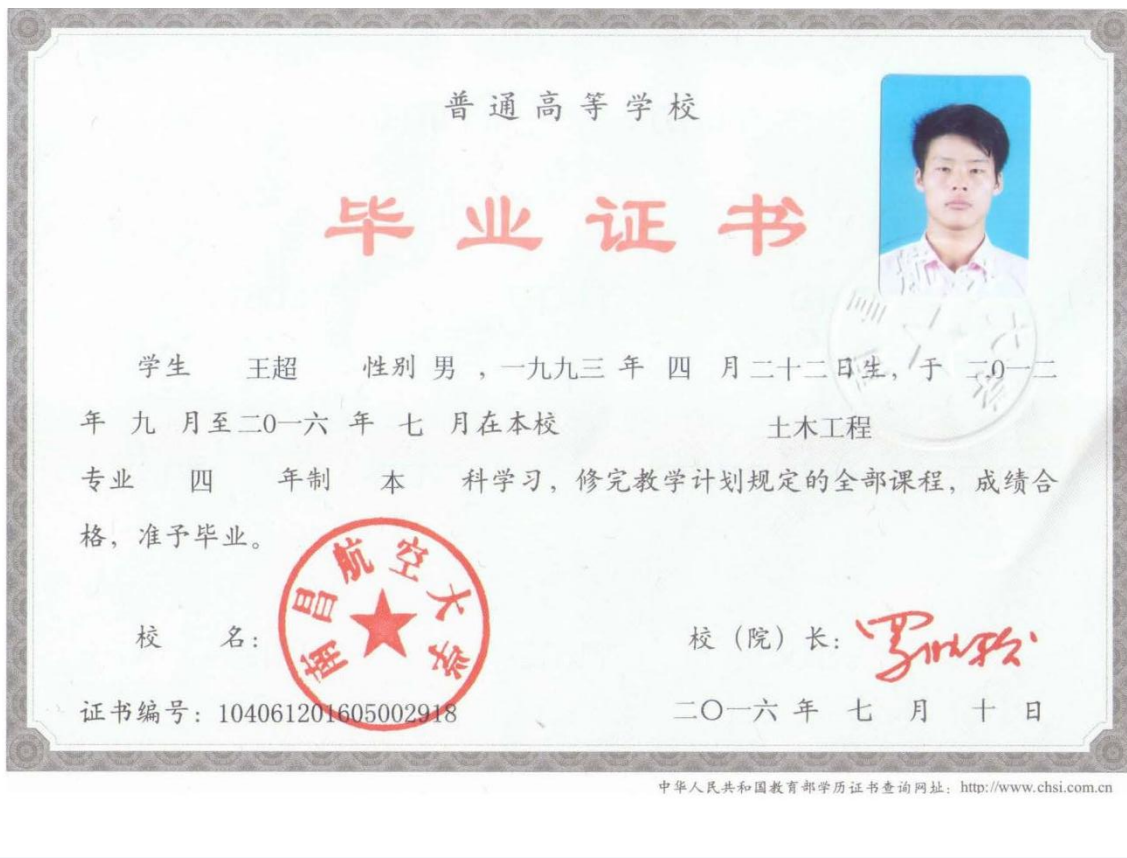 普通高等学校
毕业证书
学生 王超 性别 男 ，一九九三 年 四 月二十二日生，于 二0一二
年 九 月至二0一六 年 七 月在本校 土木工程
专业 四 年制 本 科学习，修完教学计划规定的全部课程，成绩合
格，准予毕业。
南昌航空大学
校 名： 校（院）长：
证书编号：104061201605002918 二〇一六 年 七 月 十 日
中华人民共和国教育部学历证书查询网址：http://www.chsi.com.cn